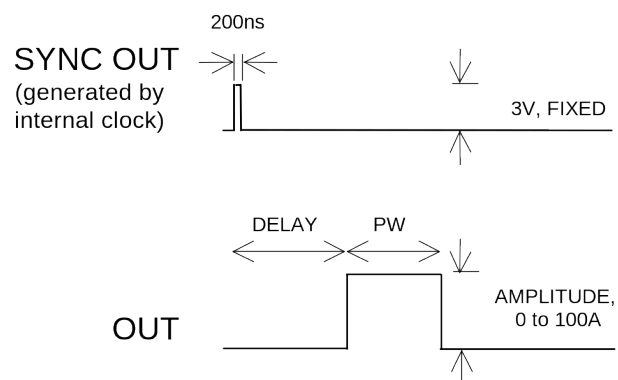 200ns
SYNC OUT
(generated by
internal clock)
3V, FIXED
DELAY
PW
AMPLITUDE,
0 to 100A
OUT